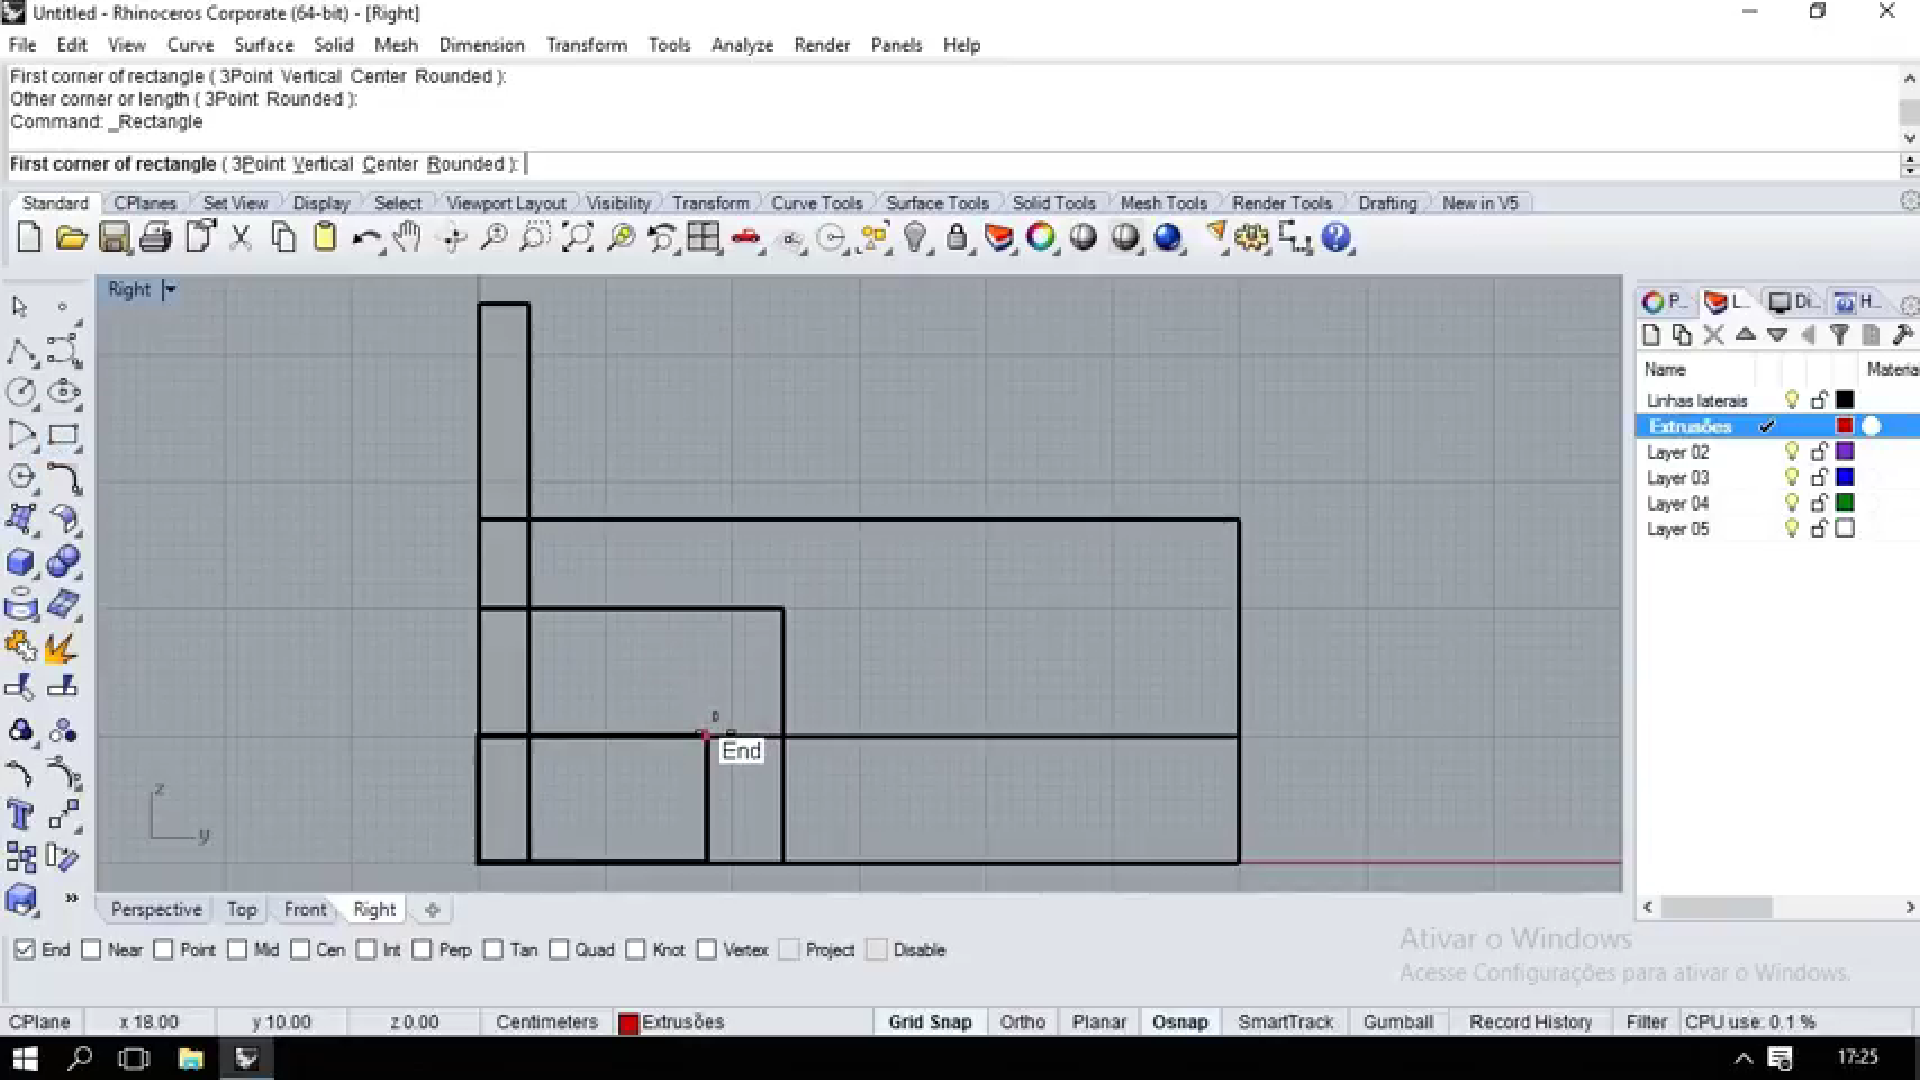 Untitled - Rhinoceros Corporate (64-bit) - [Right]
File Edit View Curve Surface Solid Mesh Dimension Transform Tools Analyze Render Panels Help
First corner of rectangle ( 3Point Vertical Center Rounded ):
Other corner or length ( 3Point Rounded ):
Command: _Rectangle
First corner of rectangle ( 3Point Vertical Center Rounded ):
Standard CPlanes Set View Display Select Viewport Layout Visibility Transform Curve Tools Surface Tools Solid Tools Mesh Tools Render Tools Drafting New in V5
Right
P... L... Di... H...
Name Materia
Linhas laterais
Extrusões
Layer 02
Layer 03
Layer 04
Layer 05
End
z
y
Perspective Top Front Right
End Near Point Mid Cen Int Perp Tan Quad Knot Vertex Project Disable
Ativar o Windows
Acesse Configurações para ativar o Windows.
CPlane x 18.00 y 10.00 z 0.00 Centimeters Extrusões Grid Snap Ortho Planar Osnap SmartTrack Gumball Record History Filter CPU use: 0.1 %
17:25